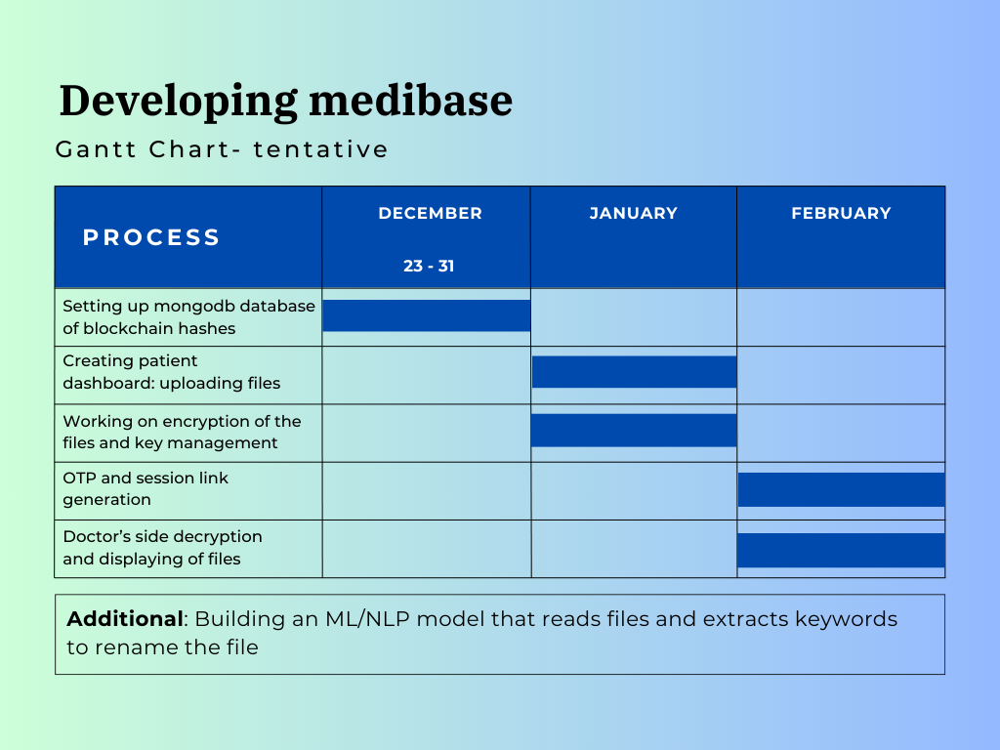 Developing medibase
Gantt Chart- tentative
PROCESS
DECEMBER
23 - 31
JANUARY
FEBRUARY
Setting up mongodb database
of blockchain hashes
Creating patient
dashboard: uploading files
Working on encryption of the
files and key management
OTP and session link
generation
Doctor’s side decryption
and displaying of files
Additional: Building an ML/NLP model that reads files and extracts keywords
to rename the file